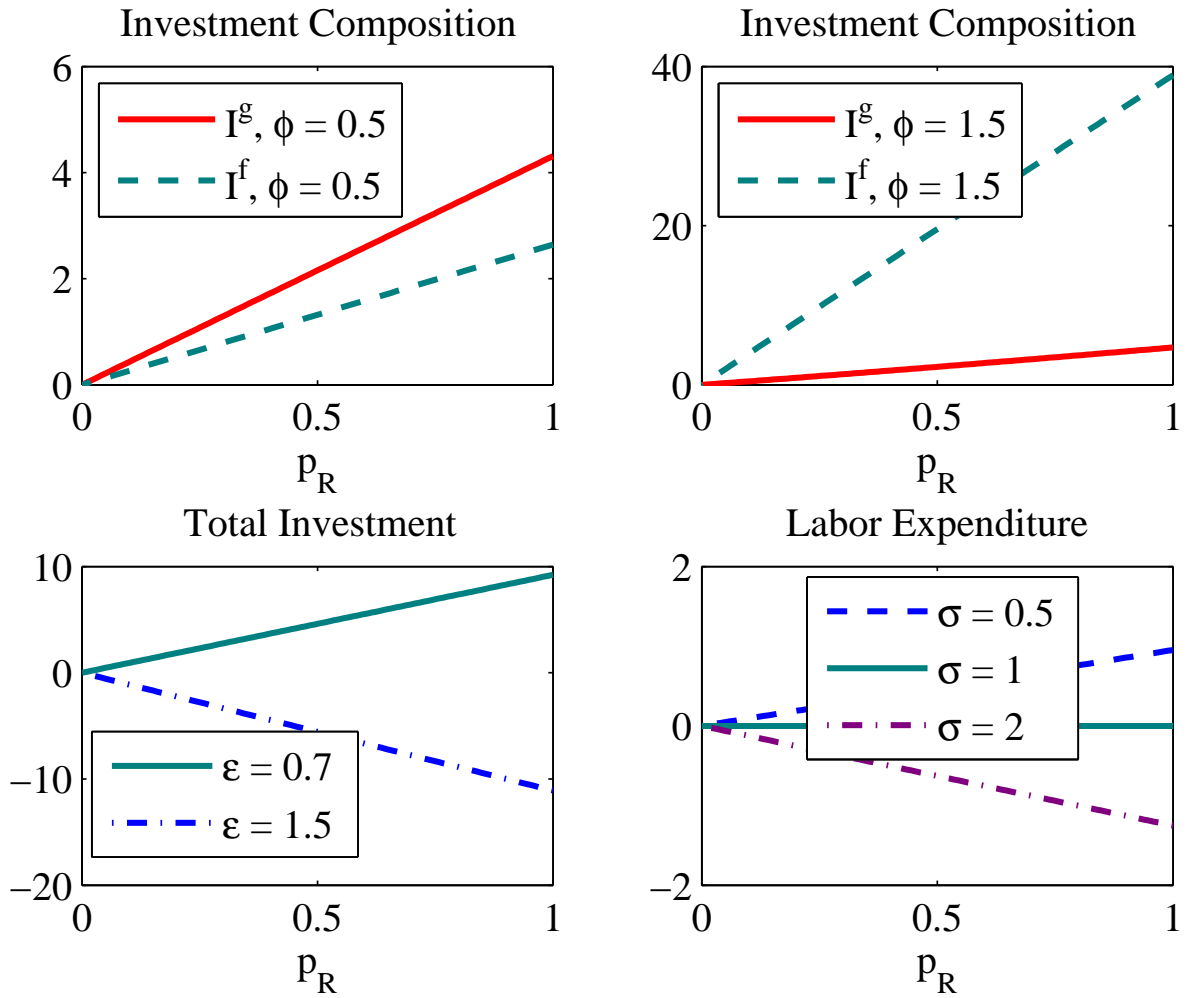 Investment Composition
6
4
2
0
I^g, ϕ = 0.5
I^f, ϕ = 0.5
0 0.5 1
p_R
Investment Composition
40
20
0
I^g, ϕ = 1.5
I^f, ϕ = 1.5
0 0.5 1
p_R
Total Investment
10
0
−10
−20
ε = 0.7
ε = 1.5
0 0.5 1
p_R
Labor Expenditure
2
0
−2
σ = 0.5
σ = 1
σ = 2
0 0.5 1
p_R